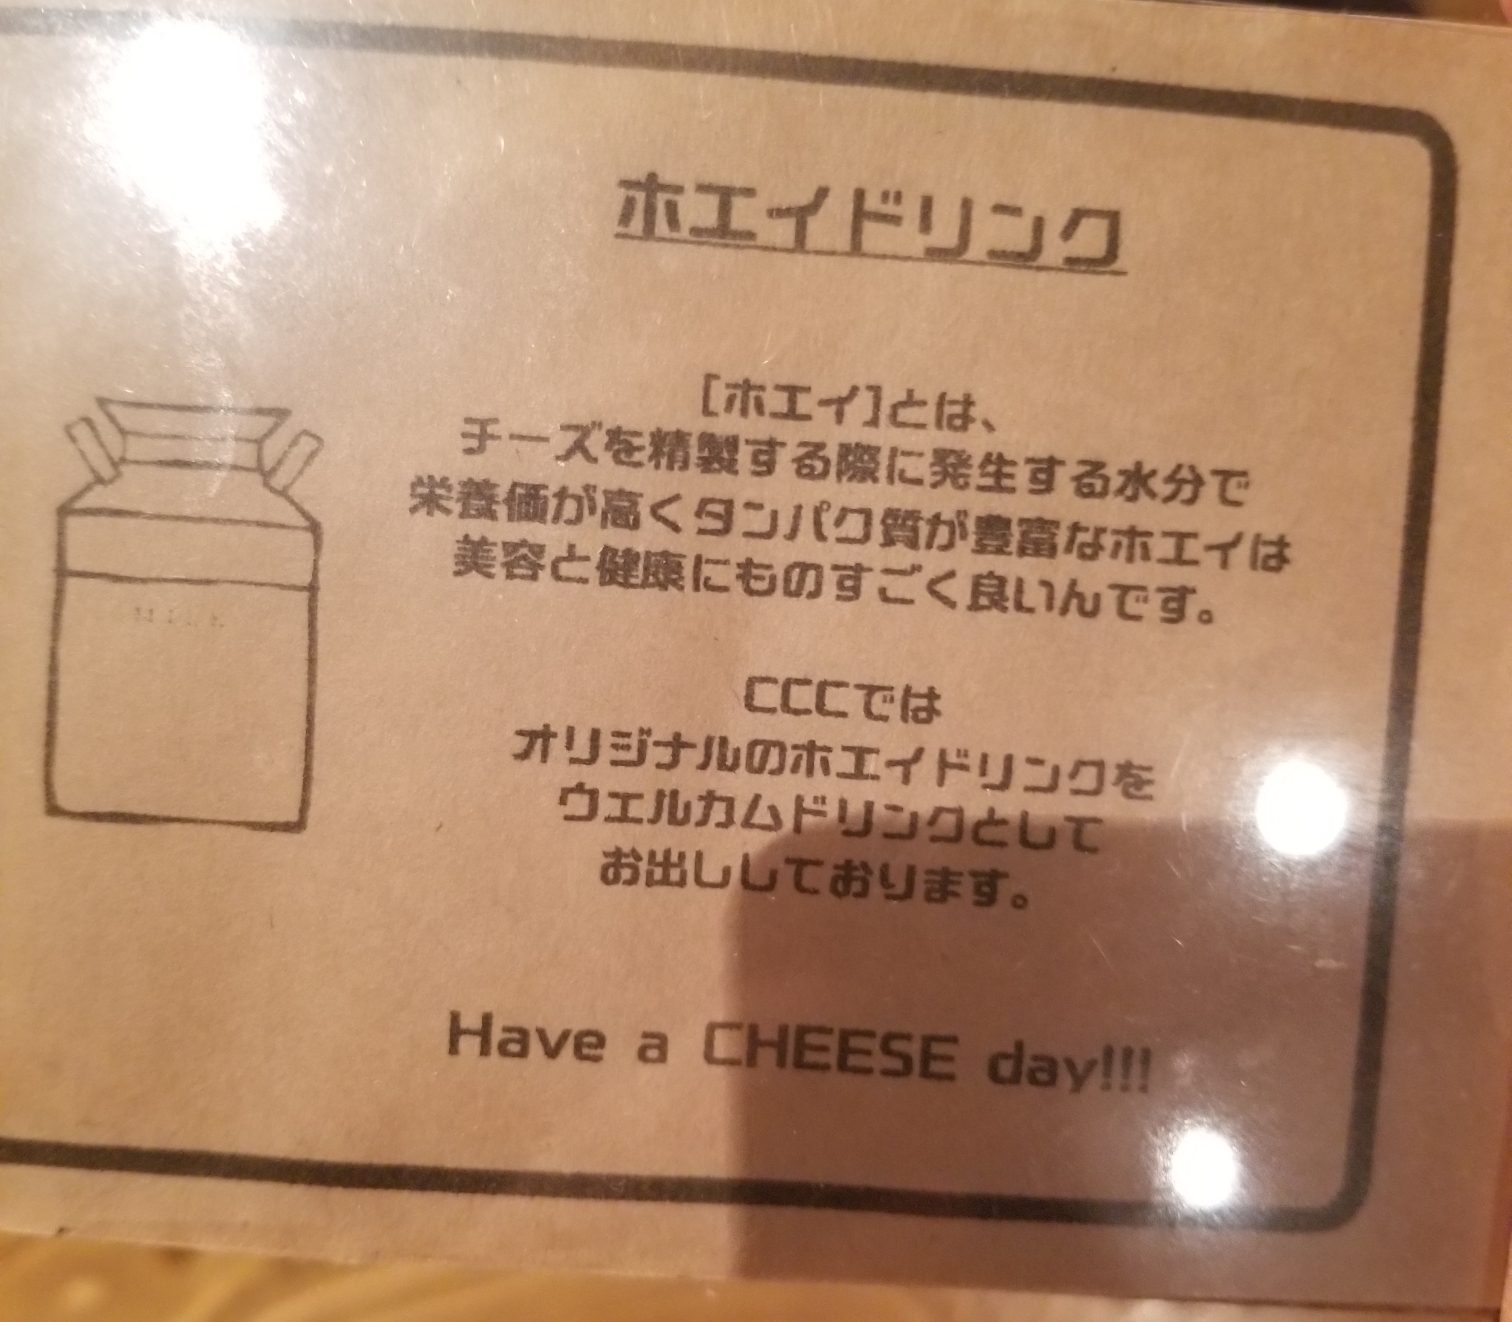 ホエイドリンク
[ホエイ]とは、
チーズを精製する際に発生する水分で
栄養価が高くタンパク質が豊富なホエイは
美容と健康にものすごく良いんです。
CCCでは
オリジナルのホエイドリンクを
ウェルカムドリンクとして
お出ししております。
Have a CHEESE day!!!
MILK